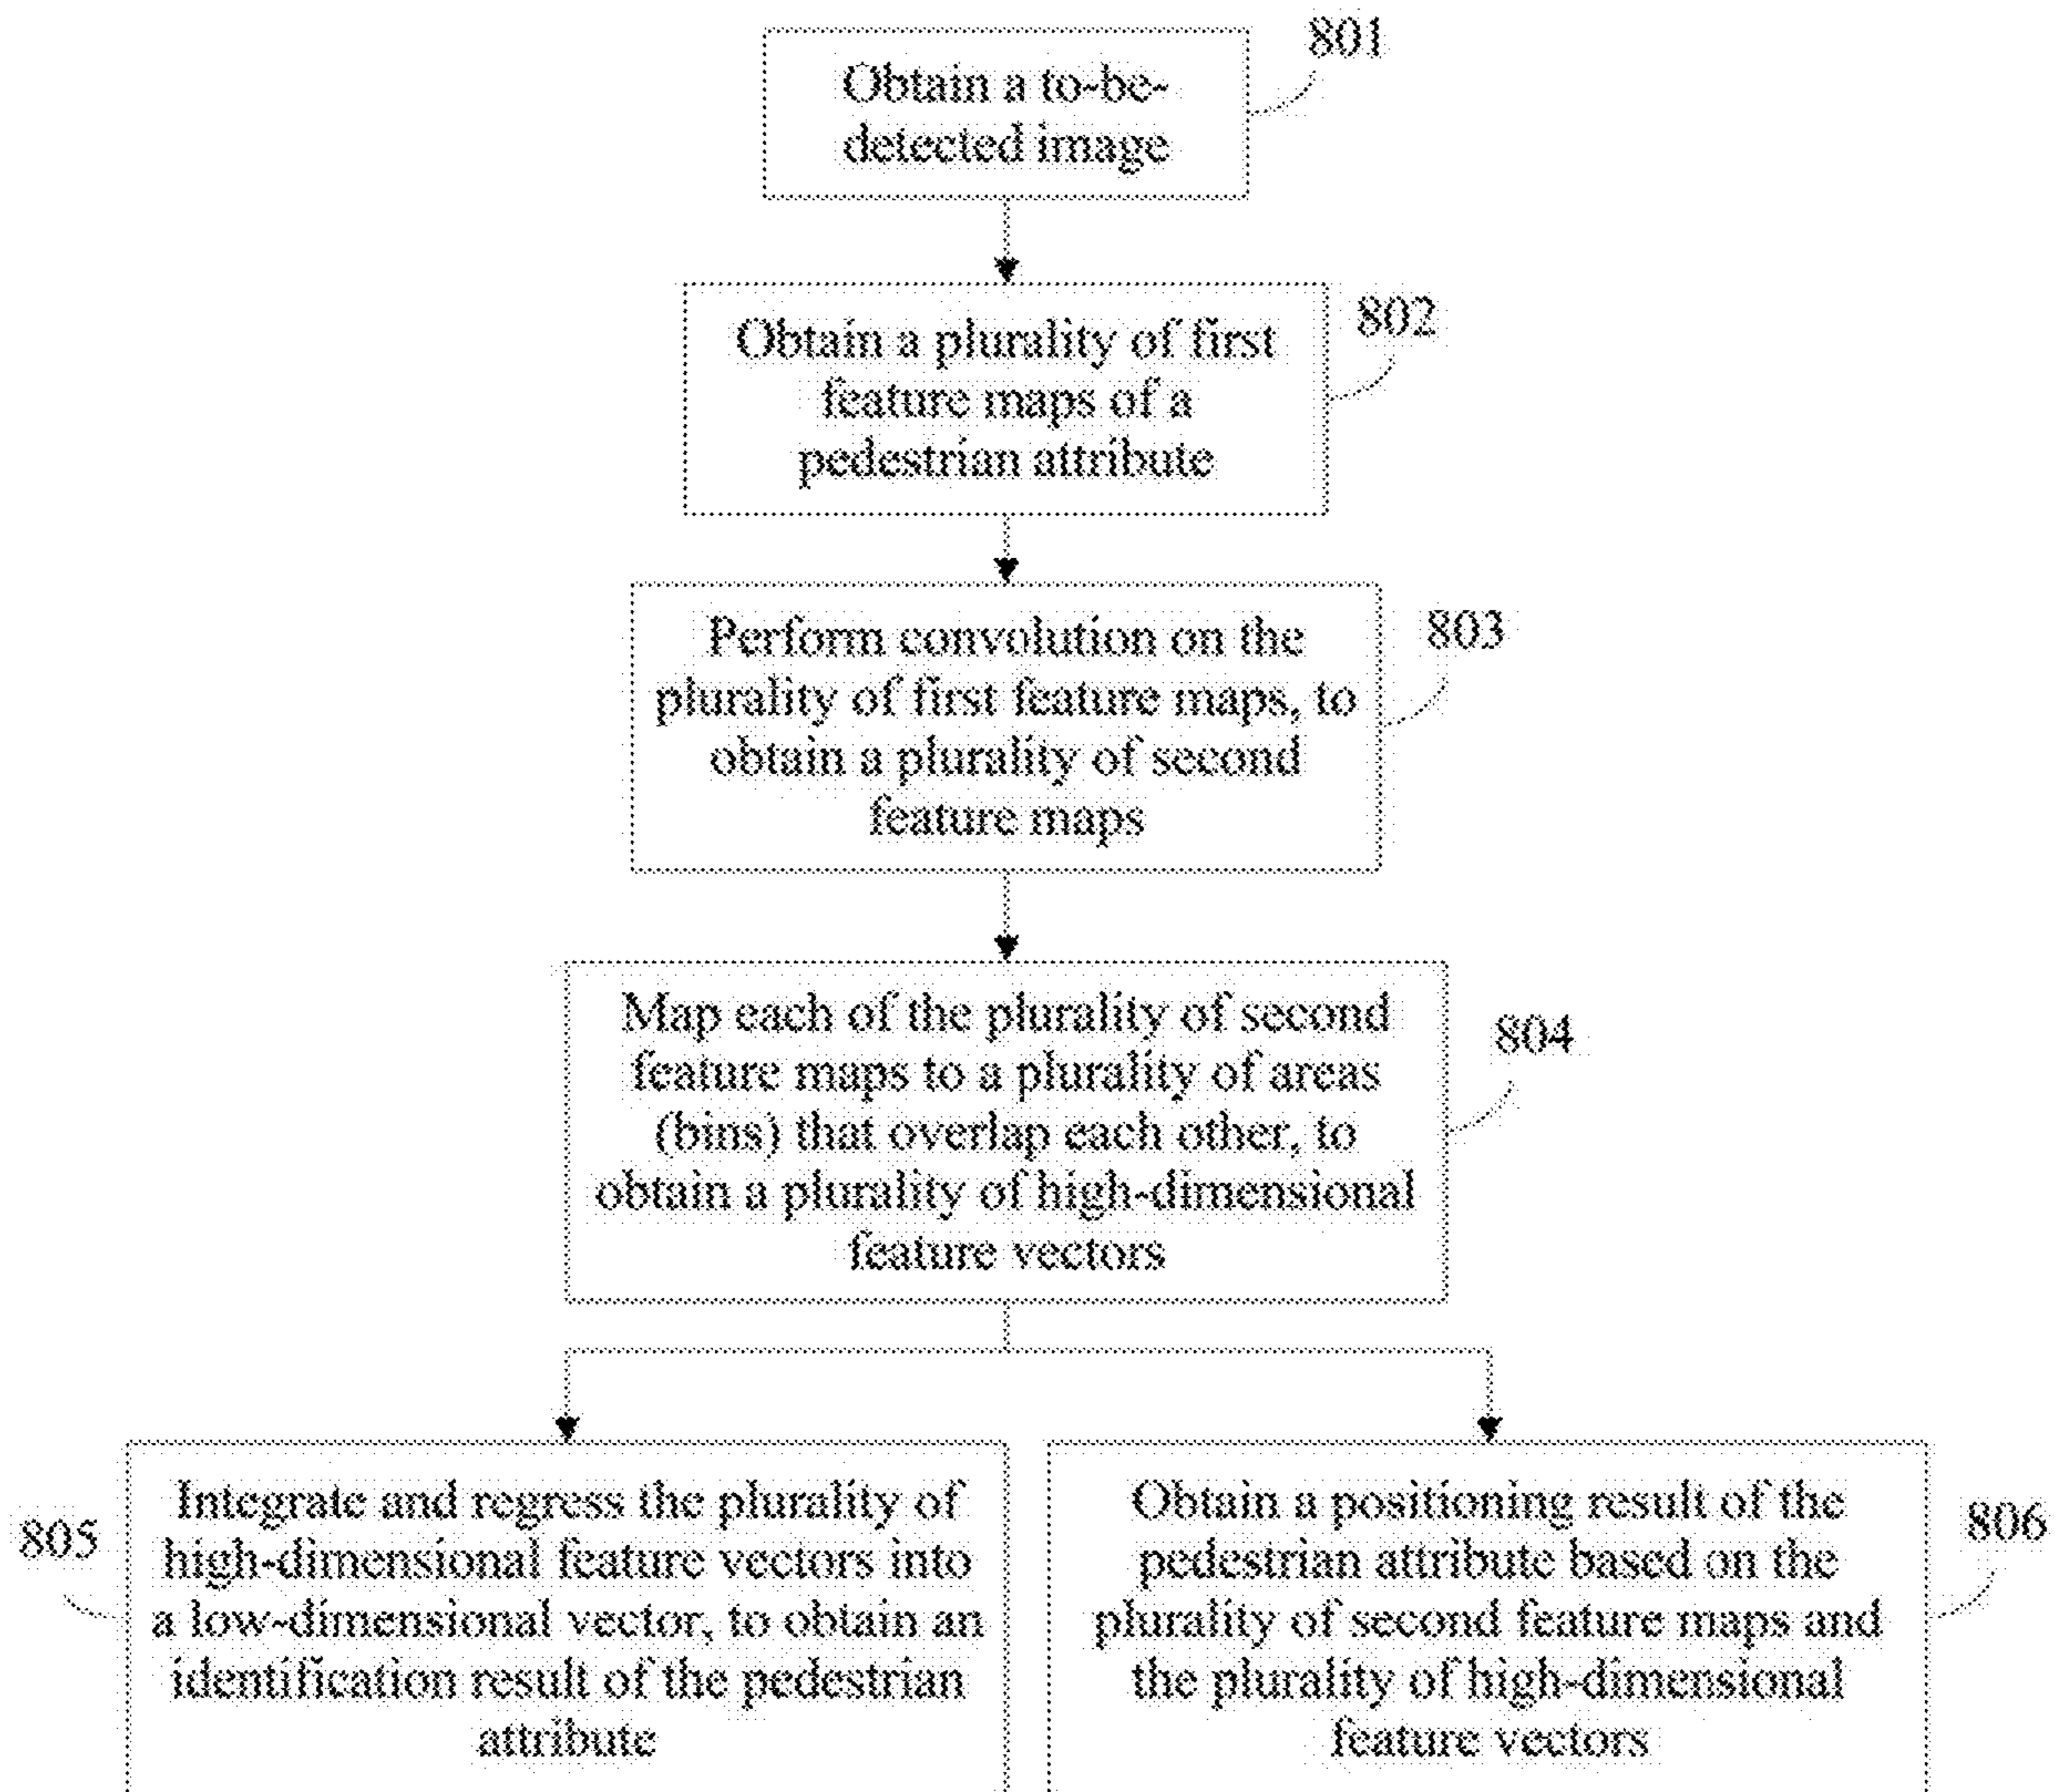 801
Obtain a to-be-
detected image
802
Obtain a plurality of first
feature maps of a
pedestrian attribute
803
Perform convolution on the
plurality of first feature maps, to
obtain a plurality of second
feature maps
804
Map each of the plurality of second
feature maps to a plurality of areas
(bins) that overlap each other, to
obtain a plurality of high-dimensional
feature vectors
805
Integrate and regress the plurality of
high-dimensional feature vectors into
a low-dimensional vector, to obtain an
identification result of the pedestrian
attribute
806
Obtain a positioning result of the
pedestrian attribute based on the
plurality of second feature maps and
the plurality of high-dimensional
feature vectors